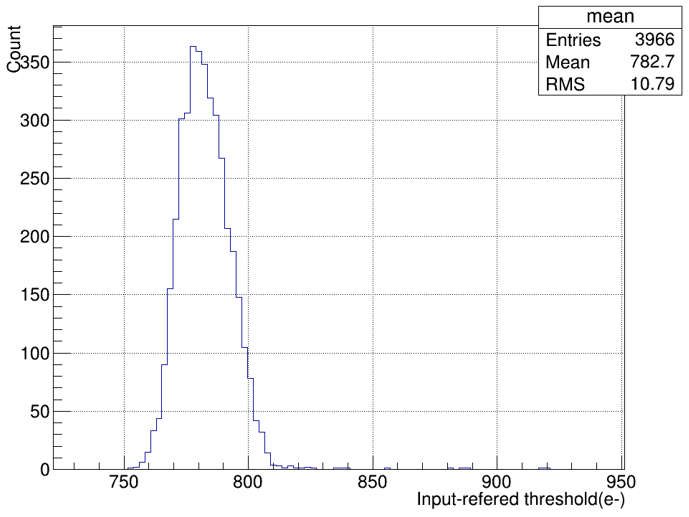 mean
Entries 3966
Mean 782.7
RMS 10.79
Count
350
300
250
200
150
100
50
0
750 800 850 900 950
Input-refered threshold(e-)